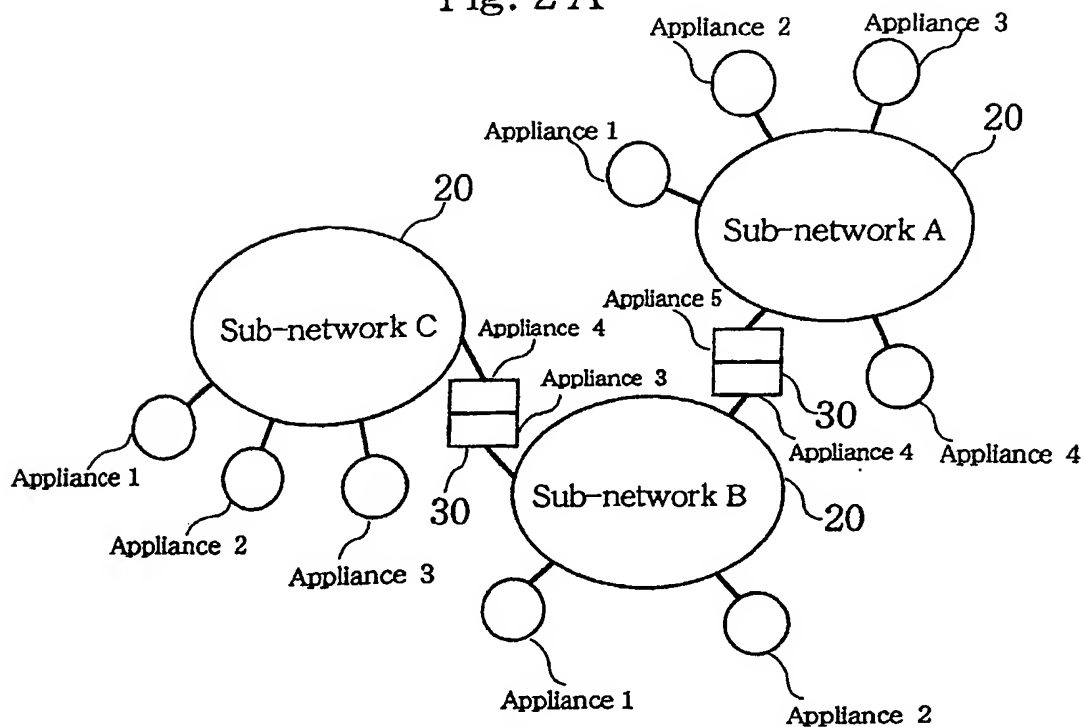 Fig. 2 A
Appliance 2
Appliance 3
20
Appliance 1
20
Sub-network A
Appliance 5
Sub-network C
Appliance 4
Appliance 3
30
Appliance 4
Appliance 4
Appliance 1
30
Sub-network B
20
Appliance 2
Appliance 3
Appliance 1
Appliance 2